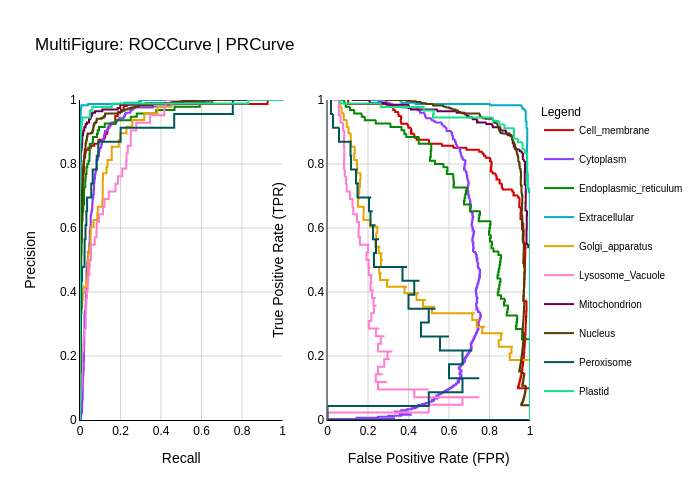 MultiFigure: ROCCurve | PRCurve
Precision
1
0.8
0.6
0.4
0.2
0
0 0.2 0.4 0.6 0.8 1
Recall
True Positive Rate (TPR)
1
0.8
0.6
0.4
0.2
0
0 0.2 0.4 0.6 0.8 1
False Positive Rate (FPR)
Legend
Cell_membrane
Cytoplasm
Endoplasmic_reticulum
Extracellular
Golgi_apparatus
Lysosome_Vacuole
Mitochondrion
Nucleus
Peroxisome
Plastid